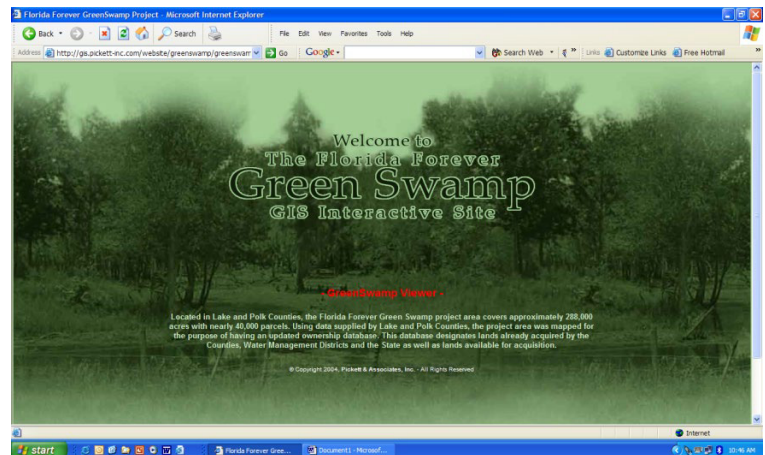 Florida Forever GreenSwamp Project - Microsoft Internet Explorer
Back Search File Edit View Favorites Tools Help
Address http://gis.pickett-inc.com/website/greenswamp/greenswam Go Google Search Web » Links Customize Links Free Hotmail »
Welcome to
The Florida Forever
Green Swamp
GIS Interactive Site
- GreenSwamp Viewer -
Located in Lake and Polk Counties, the Florida Forever Green Swamp project area covers approximately 288,000
acres with nearly 40,000 parcels. Using data supplied by Lake and Polk Counties, the project area was mapped for
the purpose of having an updated ownership database. This database designates lands already acquired by the
Counties, Water Management Districts and the State as well as lands available for acquisition.
© Copyright 2004, Pickett & Associates, Inc. - All Rights Reserved
Internet
start Florida Forever Gree... Document1 - Microsof... 10:46 AM